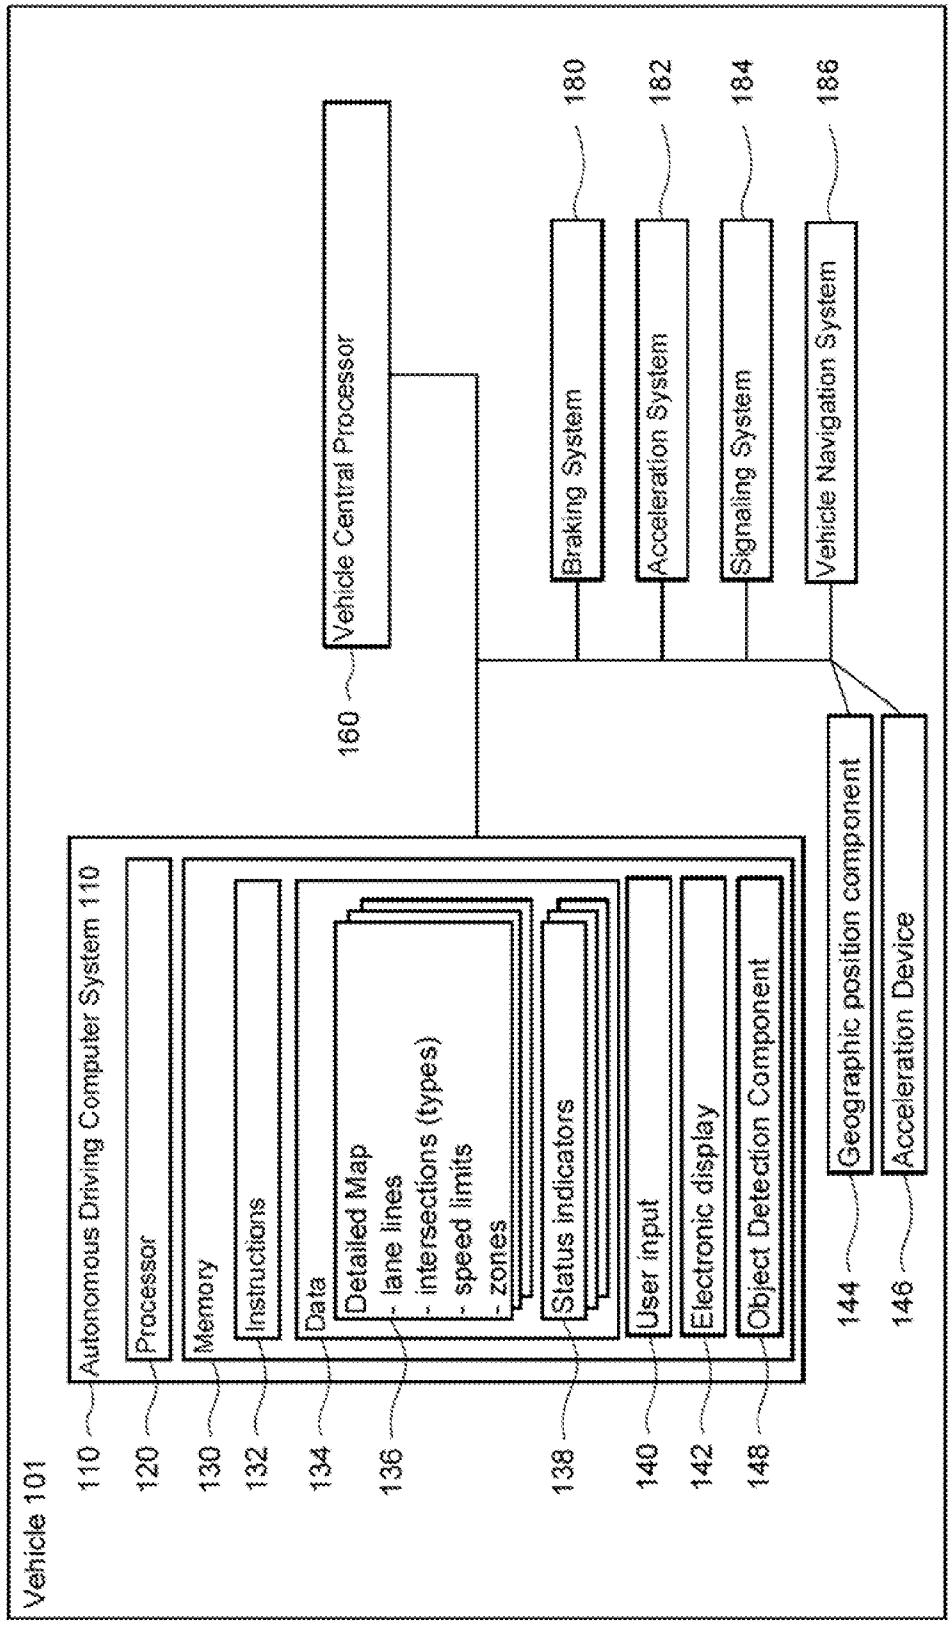 Vehicle 101
110
Autonomous Driving Computer System 110
120
Processor
130
Memory
132
Instructions
134
Data
136
Detailed Map
- lane lines
- intersections (types)
- speed limits
- zones
138
Status indicators
140
User input
142
Electronic display
148
Object Detection Component
144
Geographic position component
146
Acceleration Device
160
Vehicle Central Processor
Braking System
180
Acceleration System
182
Signaling System
184
Vehicle Navigation System
186